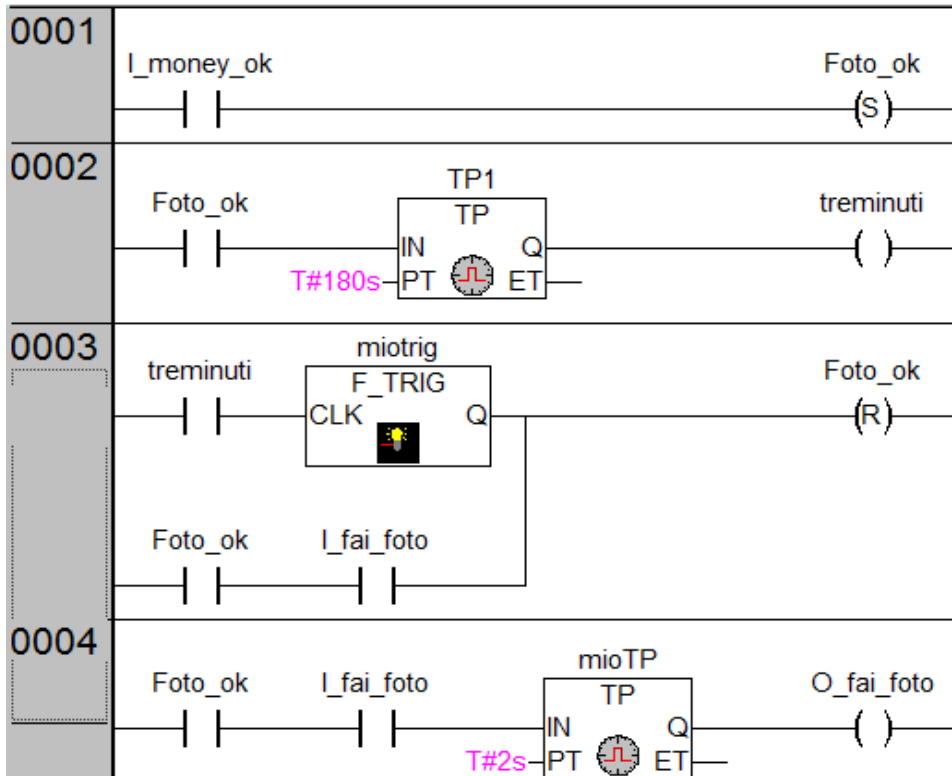 0001
I_money_ok Foto_ok
(S)
0002
TP1
Foto_ok TP treminuti
IN Q ( )
T#180s PT ET
0003
miotrig
treminuti F_TRIG Foto_ok
CLK Q (R)
Foto_ok I_fai_foto
0004
mioTP
Foto_ok I_fai_foto TP O_fai_foto
IN Q ( )
T#2s PT ET